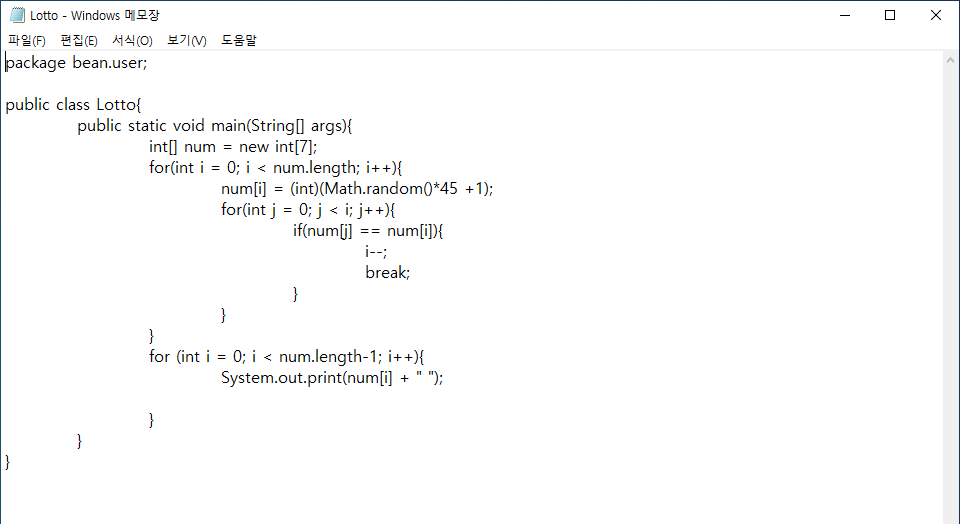 Lotto - Windows 메모장
파일(F) 편집(E) 서식(O) 보기(V) 도움말
package bean.user;
public class Lotto{
public static void main(String[] args){
int[] num = new int[7];
for(int i = 0; i < num.length; i++){
num[i] = (int)(Math.random()*45 +1);
for(int j = 0; j < i; j++){
if(num[j] == num[i]){
i--;
break;
}
}
}
for (int i = 0; i < num.length-1; i++){
System.out.print(num[i] + " ");
}
}
}